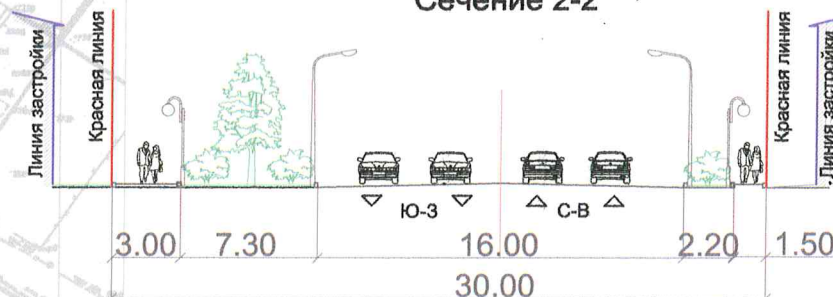 Сечение 2-2
Линия застройки
Красная линия
Красная линия
Линия застройки
Ю-З
С-В
3.00 7.30 16.00 2.20 1.50
30.00